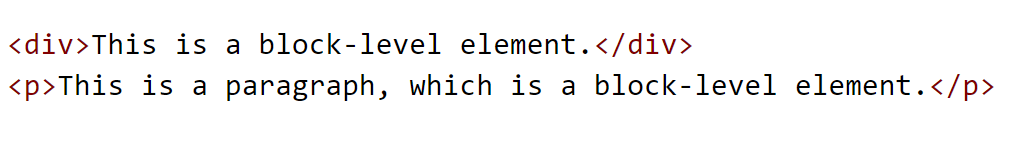 <div>This is a block-level element.</div>
<p>This is a paragraph, which is a block-level element.</p>